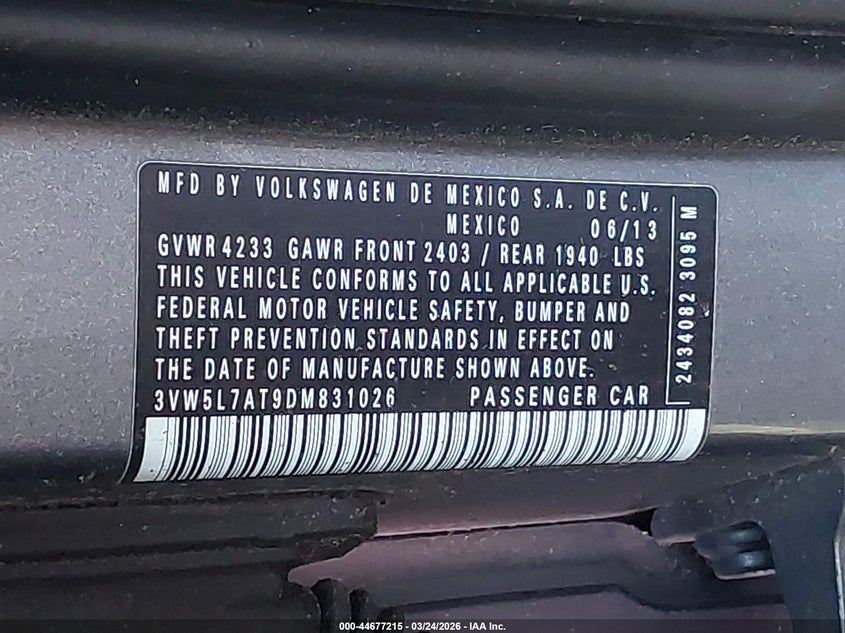 MFD BY VOLKSWAGEN DE MEXICO S.A. DE C.V.
MEXICO 06/13
GVWR 4233 GAWR FRONT 2403 / REAR 1940 LBS
THIS VEHICLE CONFORMS TO ALL APPLICABLE U.S.
FEDERAL MOTOR VEHICLE SAFETY, BUMPER AND
THEFT PREVENTION STANDARDS IN EFFECT ON
THE DATE OF MANUFACTURE SHOWN ABOVE.
3VW5L7AT9DM831026 PASSENGER CAR
2434082 3095 M
000-44677215 - 03/24/2026 - IAA Inc.